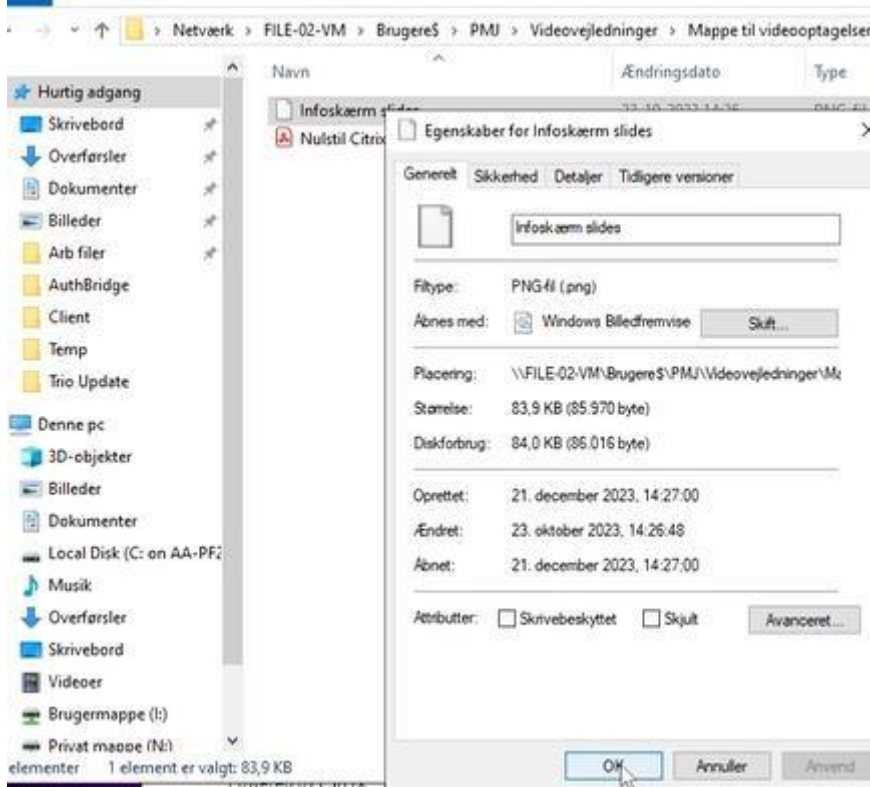 Netværk > FILE-02-VM > Brugere$ > PMJ > Videovejledninger > Mappe til videooptagelser
Navn Ændringsdato Type
Hurtig adgang
Skrivebord
Overførsler
Dokumenter
Billeder
Arb filer
AuthBridge
Client
Temp
Trio Update
Denne pc
3D-objekter
Billeder
Dokumenter
Local Disk (C: on AA-PF2
Musik
Overførsler
Skrivebord
Videoer
Brugermappe (I:)
Privat mappe (N:)
elementer 1 element er valgt: 83,9 KB
Infoskærm slides
Nulstil Citrix
Egenskaber for Infoskærm slides
Generelt Sikkerhed Detaljer Tidligere versioner
Infoskærm slides
Filtype: PNG-fil (.png)
Åbnes med: Windows Billedfremvise Skift...
Placering: \\FILE-02-VM\Brugere$\PMJ\Videovejledninger\Ma
Størrelse: 83,9 KB (85.970 byte)
Diskforbrug: 84,0 KB (86.016 byte)
Oprettet: 21. december 2023, 14:27:00
Ændret: 23. oktober 2023, 14:26:48
Åbnet: 21. december 2023, 14:27:00
Attributter: Skrivebeskyttet Skjult Avanceret...
OK Annuller Anvend